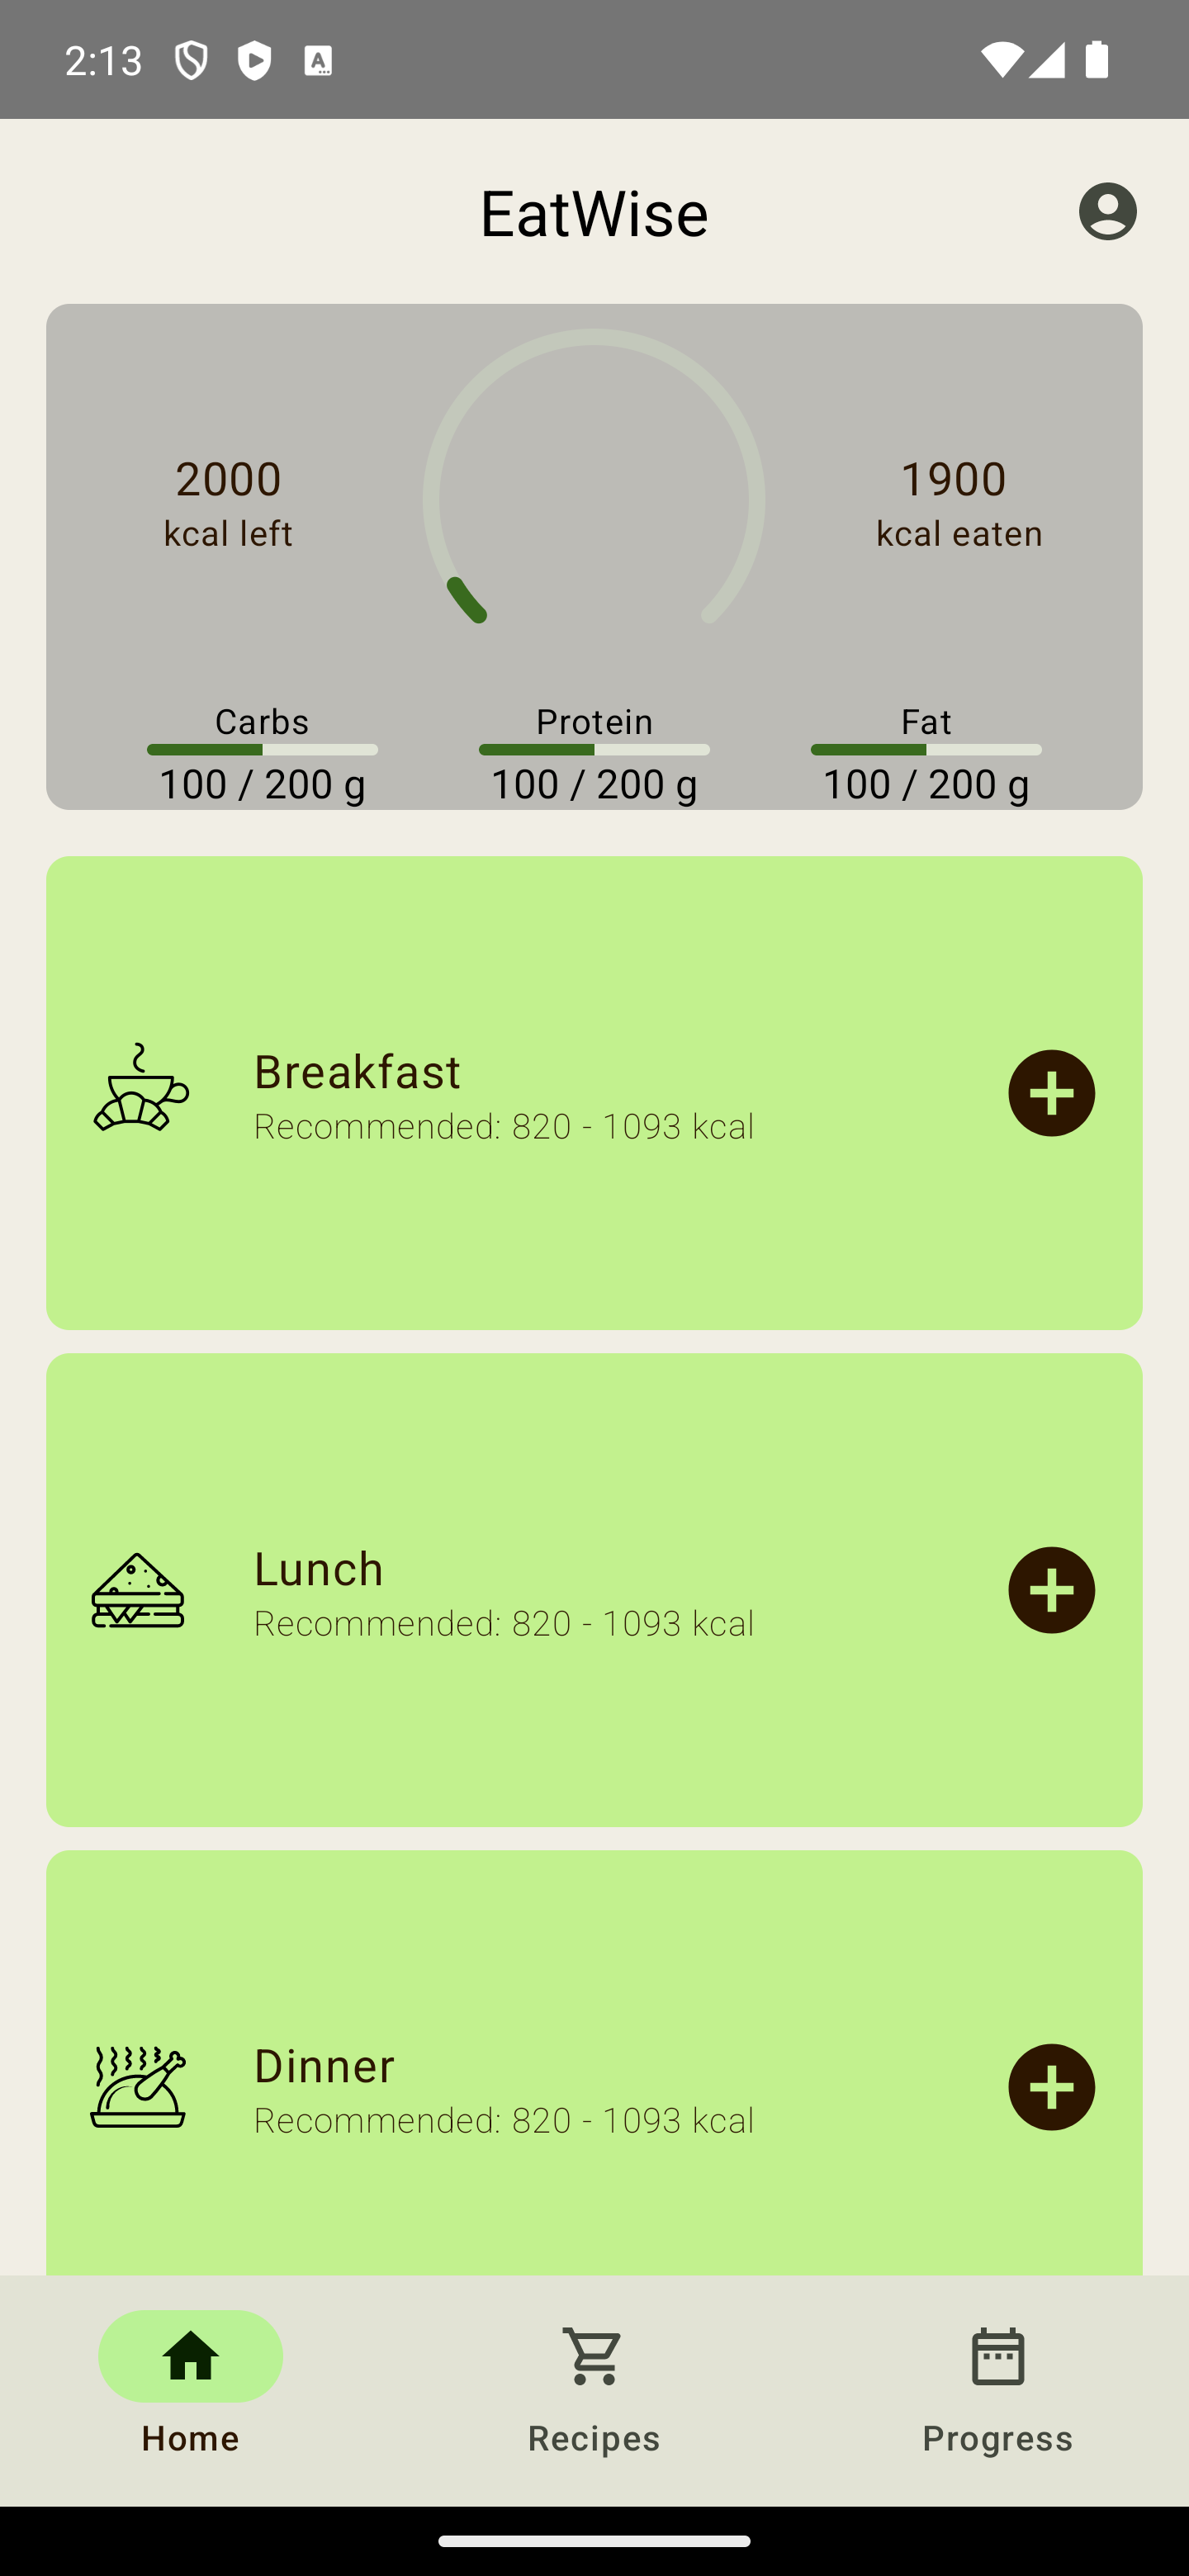 2:13
EatWise
2000
kcal left
1900
kcal eaten
Carbs
100 / 200 g
Protein
100 / 200 g
Fat
100 / 200 g
Breakfast
Recommended: 820 - 1093 kcal
Lunch
Recommended: 820 - 1093 kcal
Dinner
Recommended: 820 - 1093 kcal
Home
Recipes
Progress